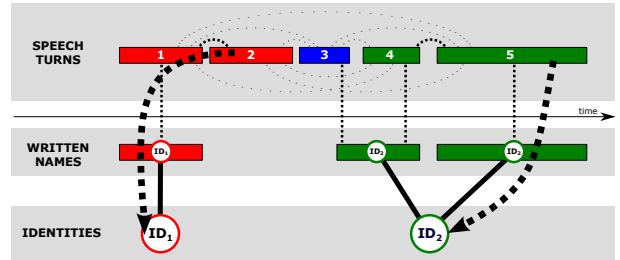 SPEECH
TURNS
1 2 3 4 5
time
WRITTEN
NAMES
ID1 ID2 ID2
IDENTITIES
ID1 ID2